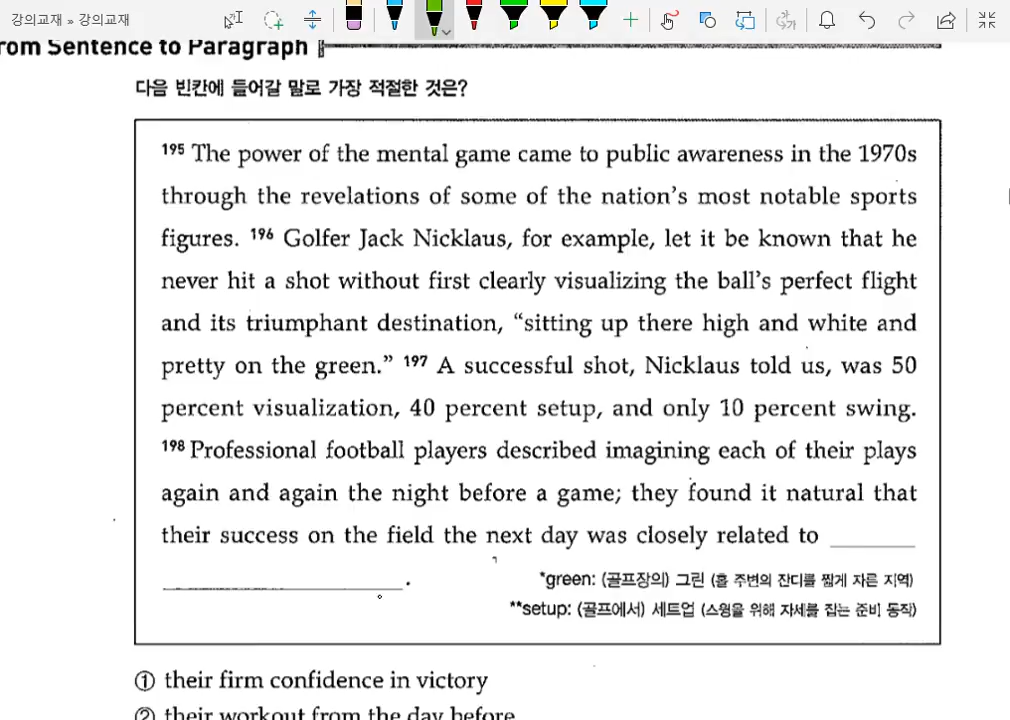 강의교재 » 강의교재
rom Sentence to Paragraph
다음 빈칸에 들어갈 말로 가장 적절한 것은?
195 The power of the mental game came to public awareness in the 1970s
through the revelations of some of the nation's most notable sports
figures. 196 Golfer Jack Nicklaus, for example, let it be known that he
never hit a shot without first clearly visualizing the ball's perfect flight
and its triumphant destination, “sitting up there high and white and
pretty on the green.” 197 A successful shot, Nicklaus told us, was 50
percent visualization, 40 percent setup, and only 10 percent swing.
198 Professional football players described imagining each of their plays
again and again the night before a game; they found it natural that
their success on the field the next day was closely related to ______
______.
*green: (골프장의) 그린 (홀 주변의 잔디를 짧게 자른 지역)
**setup: (골프에서) 세트업 (스윙을 위해 자세를 잡는 준비 동작)
① their firm confidence in victory
② their workout from the day before